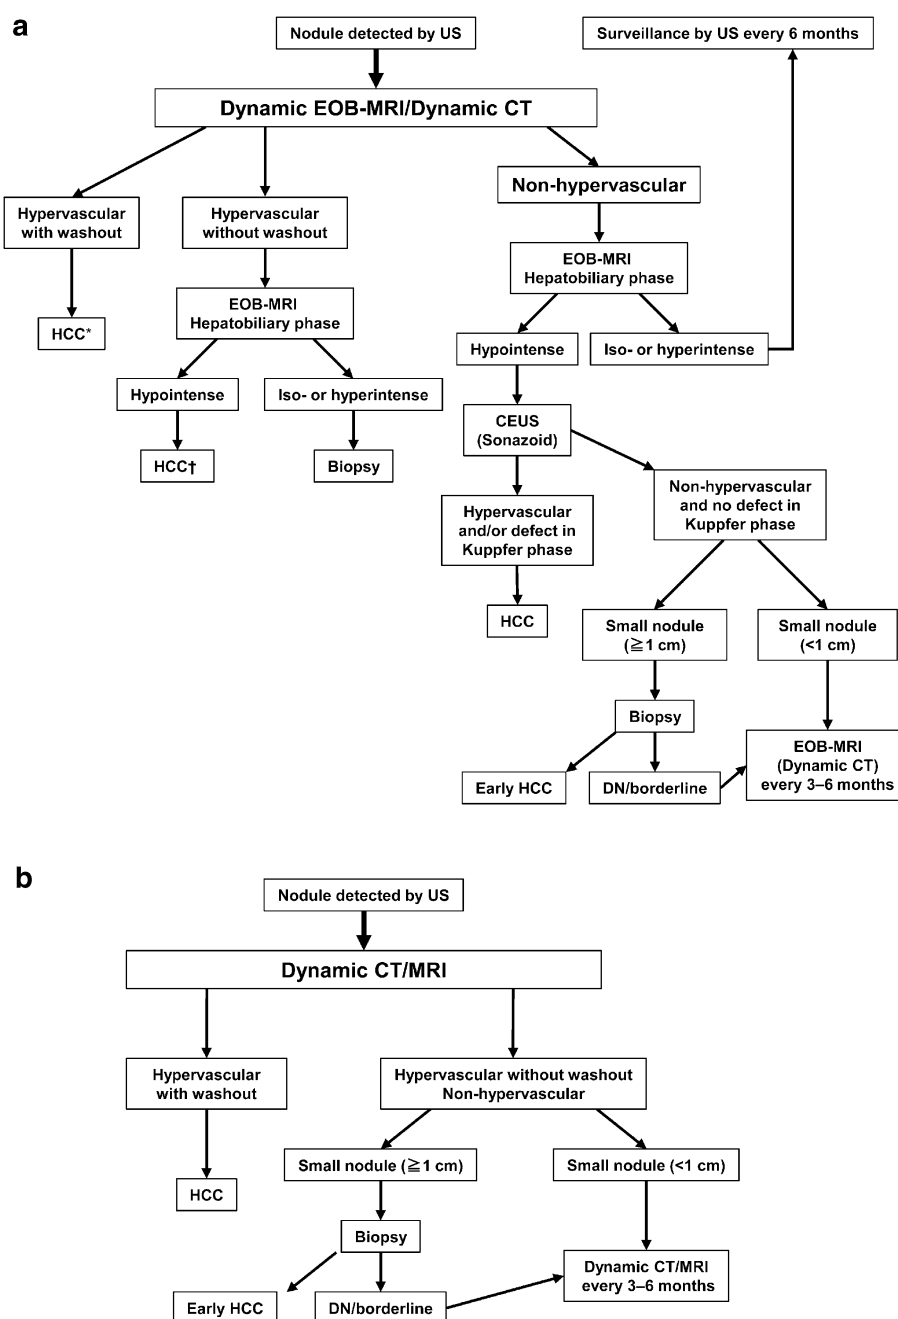 a
Nodule detected by US
Surveillance by US every 6 months
Dynamic EOB-MRI/Dynamic CT
Hypervascular
with washout
Hypervascular
without washout
Non-hypervascular
EOB-MRI
Hepatobiliary phase
EOB-MRI
Hepatobiliary phase
HCC*
Hypointense
Iso- or hyperintense
Hypointense
Iso- or hyperintense
CEUS
(Sonazoid)
HCC†
Biopsy
Non-hypervascular
and no defect in
Kuppfer phase
Hypervascular
and/or defect in
Kuppfer phase
HCC
Small nodule
(≧1 cm)
Small nodule
(<1 cm)
Biopsy
EOB-MRI
(Dynamic CT)
every 3–6 months
Early HCC
DN/borderline
b
Nodule detected by US
Dynamic CT/MRI
Hypervascular
with washout
Hypervascular without washout
Non-hypervascular
Small nodule (≧1 cm)
Small nodule (<1 cm)
HCC
Biopsy
Dynamic CT/MRI
every 3–6 months
Early HCC
DN/borderline